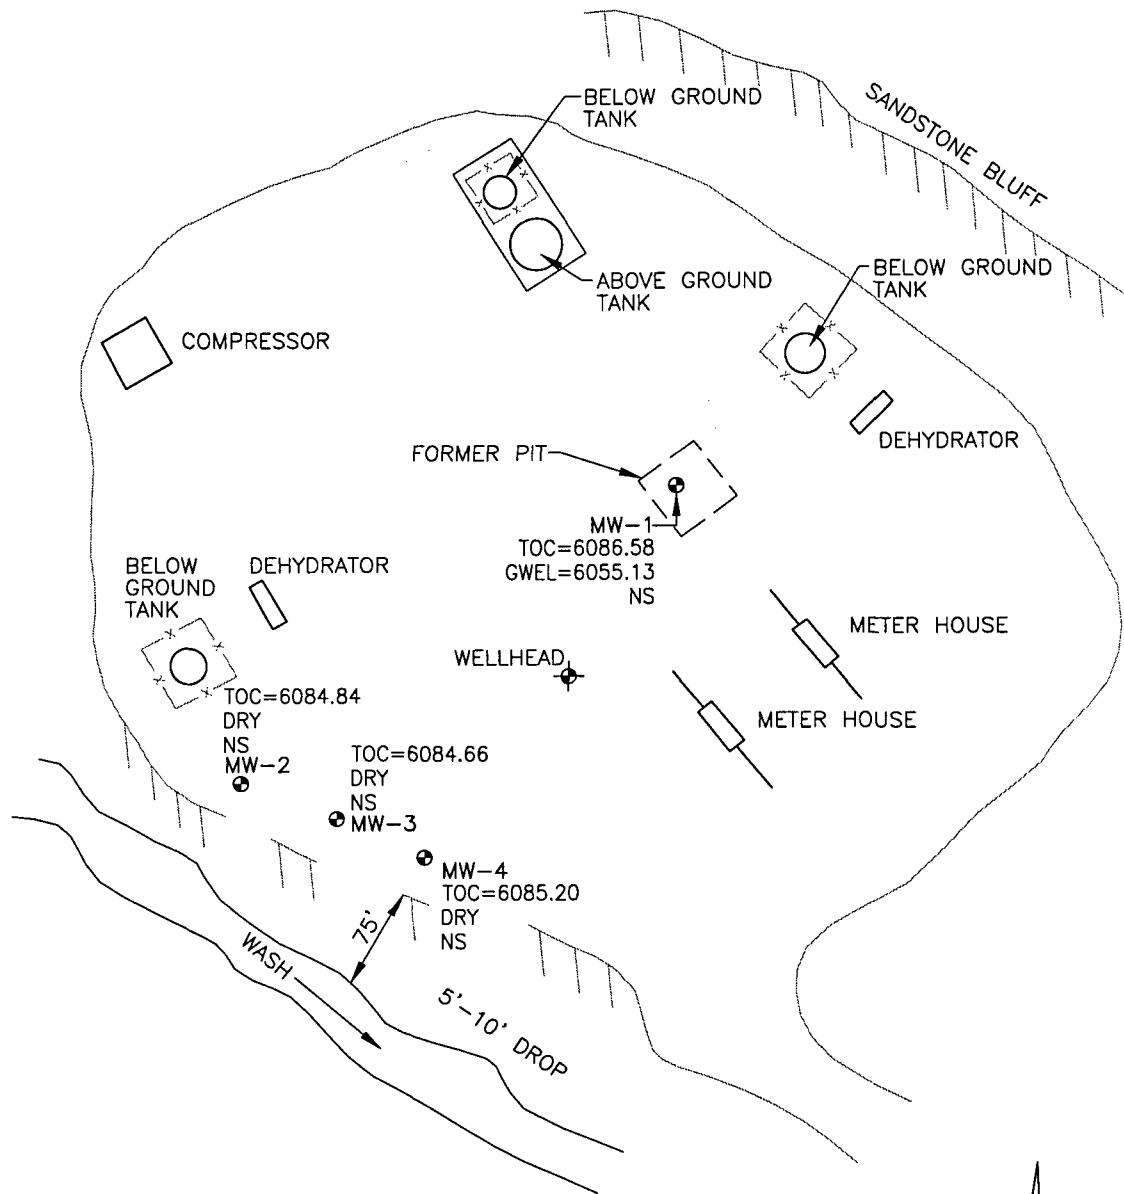 BELOW GROUND
TANK
SANDSTONE BLUFF
ABOVE GROUND
TANK
BELOW GROUND
TANK
COMPRESSOR
DEHYDRATOR
FORMER PIT
MW-1
TOC=6086.58
GWEL=6055.13
NS
BELOW
GROUND
TANK
DEHYDRATOR
METER HOUSE
WELLHEAD
METER HOUSE
TOC=6084.84
DRY
NS
MW-2
TOC=6084.66
DRY
NS
MW-3
MW-4
TOC=6085.20
DRY
NS
75'
WASH
5'-10' DROP